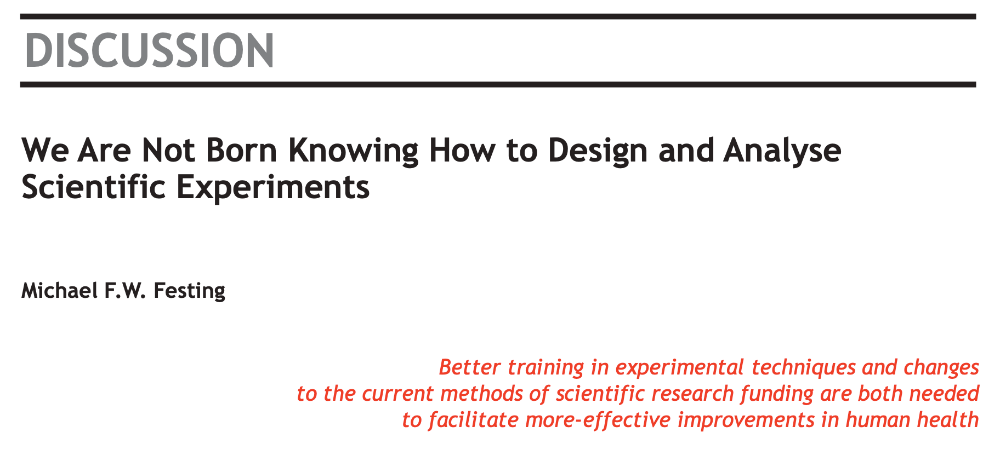 DISCUSSION
We Are Not Born Knowing How to Design and Analyse
Scientific Experiments
Michael F.W. Festing
Better training in experimental techniques and changes
to the current methods of scientific research funding are both needed
to facilitate more-effective improvements in human health